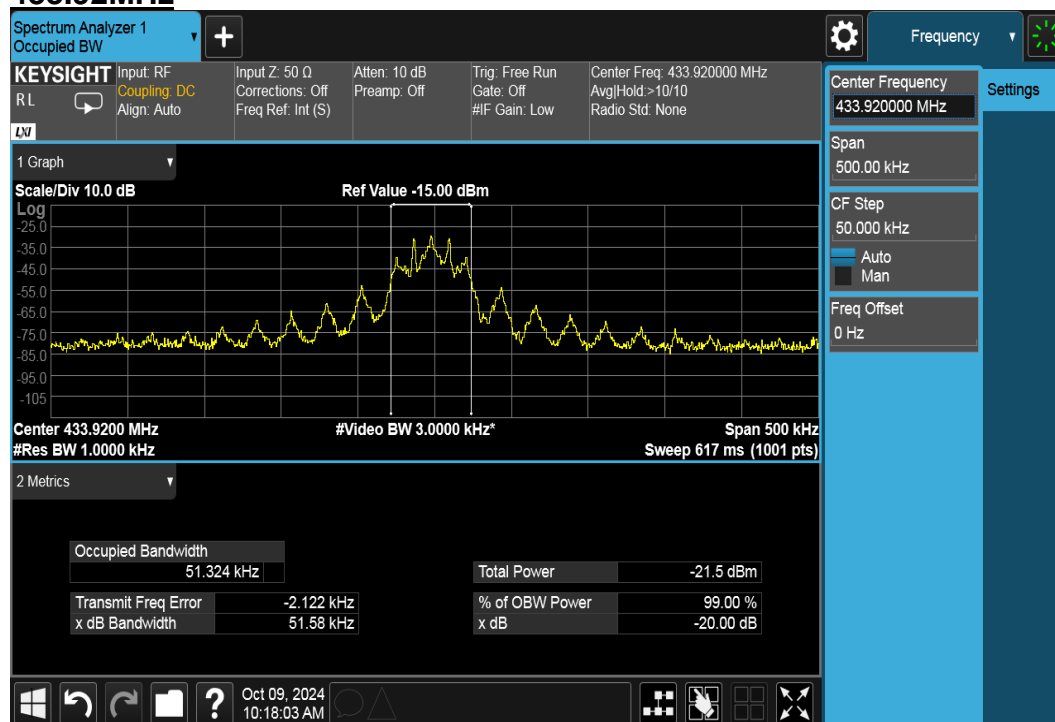 433.92MHz
Spectrum Analyzer 1
Occupied BW
Frequency
KEYSIGHT
RL
LXI
Input: RF
Coupling: DC
Align: Auto
Input Z: 50 Ω
Corrections: Off
Freq Ref: Int (S)
Atten: 10 dB
Preamp: Off
Trig: Free Run
Gate: Off
#IF Gain: Low
Center Freq: 433.920000 MHz
Avg|Hold:>10/10
Radio Std: None
Center Frequency
433.920000 MHz
Settings
Span
500.00 kHz
CF Step
50.000 kHz
Auto
Man
Freq Offset
0 Hz
1 Graph
Scale/Div 10.0 dB
Ref Value -15.00 dBm
Log
-25.0
-35.0
-45.0
-55.0
-65.0
-75.0
-85.0
-95.0
-105
Center 433.9200 MHz
#Video BW 3.0000 kHz*
Span 500 kHz
#Res BW 1.0000 kHz
Sweep 617 ms (1001 pts)
2 Metrics
Occupied Bandwidth
51.324 kHz
Total Power -21.5 dBm
Transmit Freq Error -2.122 kHz
% of OBW Power 99.00 %
x dB Bandwidth 51.58 kHz
x dB -20.00 dB
?
Oct 09, 2024
10:18:03 AM